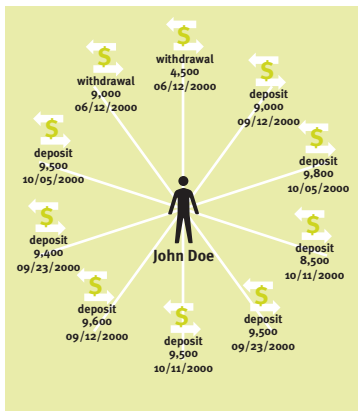 $
withdrawal
4,500
06/12/2000
$
withdrawal
9,000
06/12/2000
$
deposit
9,000
09/12/2000
$
deposit
9,500
10/05/2000
$
deposit
9,800
10/05/2000
$
deposit
9,400
09/23/2000
John Doe
$
deposit
8,500
10/11/2000
$
deposit
9,600
09/12/2000
$
deposit
9,500
10/11/2000
$
deposit
9,500
09/23/2000